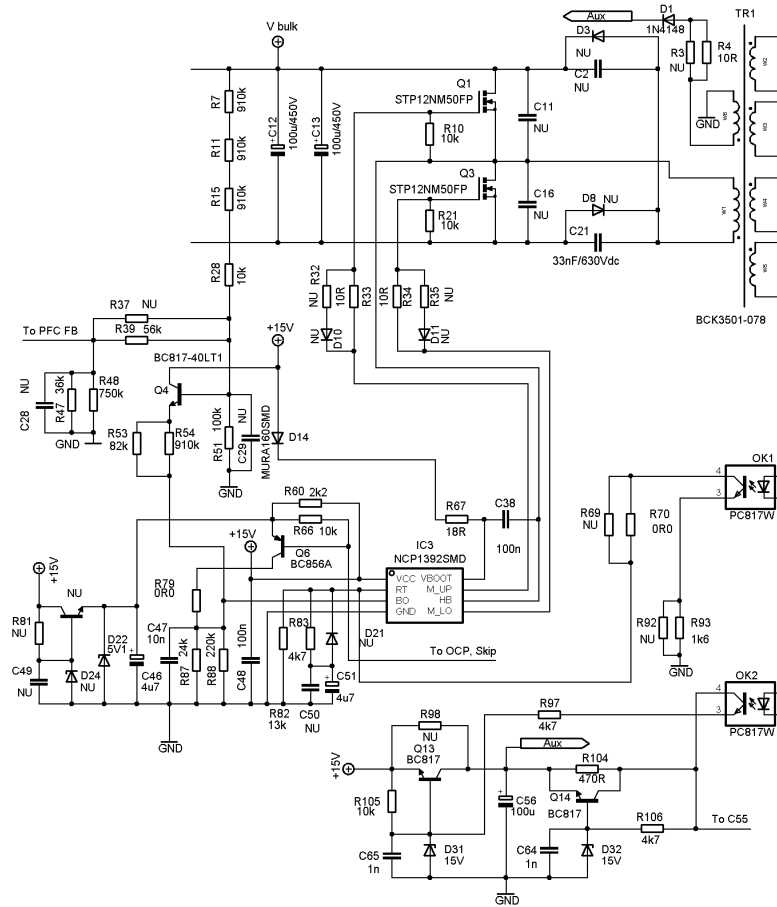 V bulk
Aux
D1
1N4148
TR1
D3
NU
R3
NU
R4
10R
C2
NU
W2
R7
910k
C12
100u/450V
C13
100u/450V
Q1
STP12NM50FP
C11
NU
GND
W6
W3
R10
10k
R11
910k
Q3
STP12NM50FP
R15
910k
C16
NU
D8
NU
W1
W4
R21
10k
C21
33nF/630Vdc
W5
R28
10k
R32
NU
10R
R33
10R
R34
R35
NU
R37
NU
To PFC FB
R39
56k
+15V
NU
D10
D11
NU
BCK3501-078
BC817-40LT1
C28
NU
R47
36k
R48
750k
GND
Q4
R53
82k
R54
910k
R51
100k
C29
NU
MURA160SMD
D14
GND
OK1
4
3
PC817W
R60
2k2
R66
10k
R67
18R
C38
100n
R69
NU
R70
0R0
+15V
Q6
BC856A
IC3
NCP1392SMD
VCC
VBOOT
RT
M_UP
BO
HB
GND
M_LO
+15V
NU
R79
0R0
R81
NU
D22
5V1
C47
10n
R87
24k
R88
220k
C48
100n
R83
4k7
D21
NU
R92
NU
R93
1k6
GND
To OCP, Skip
C49
NU
D24
NU
C46
4u7
R82
13k
C50
NU
C51
4u7
GND
OK2
4
3
PC817W
R98
NU
R97
4k7
Q13
BC817
Aux
+15V
R104
470R
R105
10k
C56
100u
Q14
BC817
R106
4k7
To C55
C65
1n
D31
15V
C64
1n
D32
15V
GND